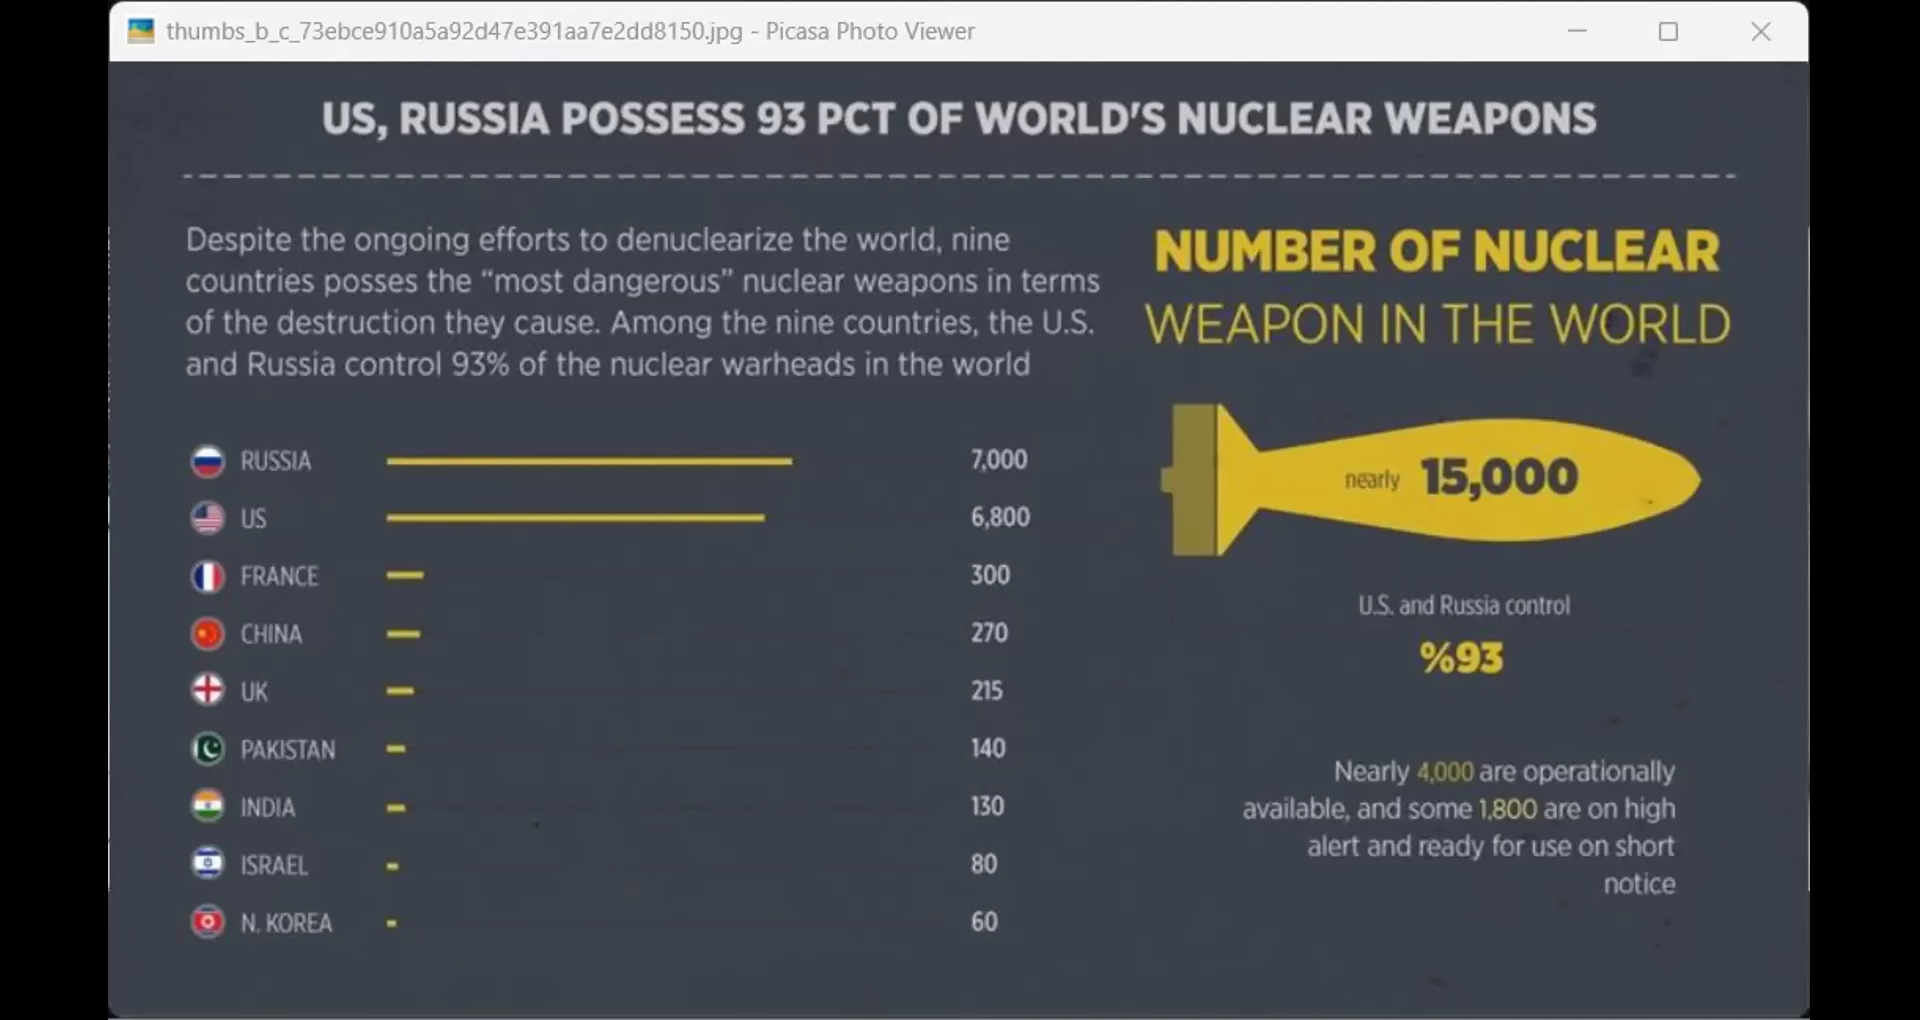 thumbs_b_c_73ebce910a5a92d47e391aa7e2dd8150.jpg - Picasa Photo Viewer
US, RUSSIA POSSESS 93 PCT OF WORLD'S NUCLEAR WEAPONS
Despite the ongoing efforts to denuclearize the world, nine
countries posses the “most dangerous” nuclear weapons in terms
of the destruction they cause. Among the nine countries, the U.S.
and Russia control 93% of the nuclear warheads in the world
RUSSIA 7,000
US 6,800
FRANCE 300
CHINA 270
UK 215
PAKISTAN 140
INDIA 130
ISRAEL 80
N. KOREA 60
NUMBER OF NUCLEAR
WEAPON IN THE WORLD
nearly 15,000
U.S. and Russia control
%93
Nearly 4,000 are operationally
available, and some 1,800 are on high
alert and ready for use on short
notice